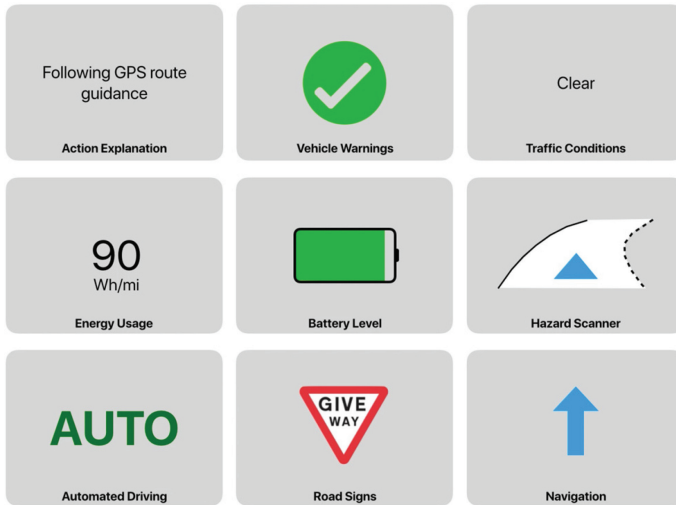 Following GPS route
guidance
Action Explanation
Vehicle Warnings
Clear
Traffic Conditions
90
Wh/mi
Energy Usage
Battery Level
Hazard Scanner
AUTO
Automated Driving
GIVE
WAY
Road Signs
Navigation